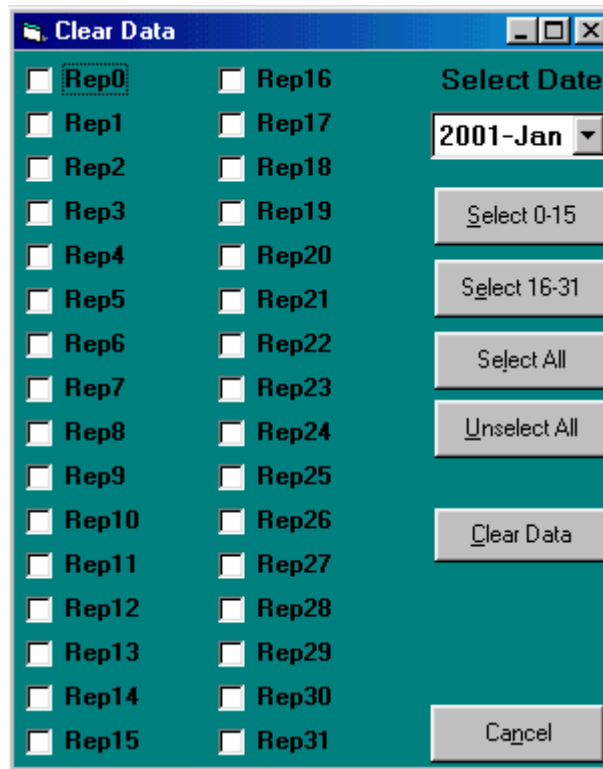 Clear Data
Rep0 Rep16 Select Date
Rep1 Rep17 2001-Jan
Rep2 Rep18
Rep3 Rep19 Select 0-15
Rep4 Rep20
Rep5 Rep21 Select 16-31
Rep6 Rep22
Rep7 Rep23 Select All
Rep8 Rep24 Unselect All
Rep9 Rep25
Rep10 Rep26 Clear Data
Rep11 Rep27
Rep12 Rep28
Rep13 Rep29
Rep14 Rep30
Rep15 Rep31 Cancel